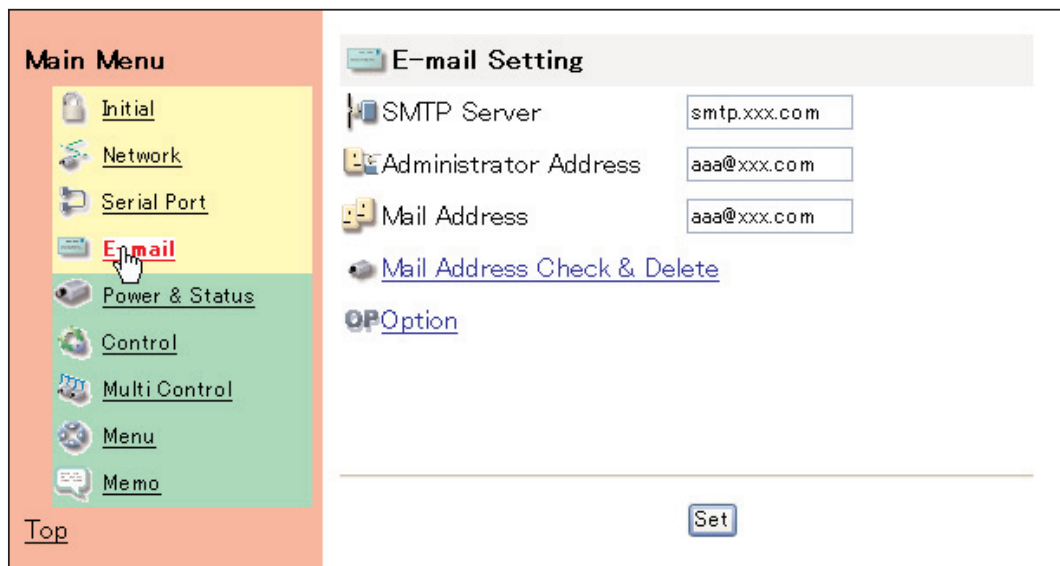 Main Menu
Initial
Network
Serial Port
E-mail
Power & Status
Control
Multi Control
Menu
Memo
Top
E-mail Setting
SMTP Server
smtp.xxx.com
Administrator Address
aaa@xxx.com
Mail Address
aaa@xxx.com
Mail Address Check & Delete
OP Option
Set